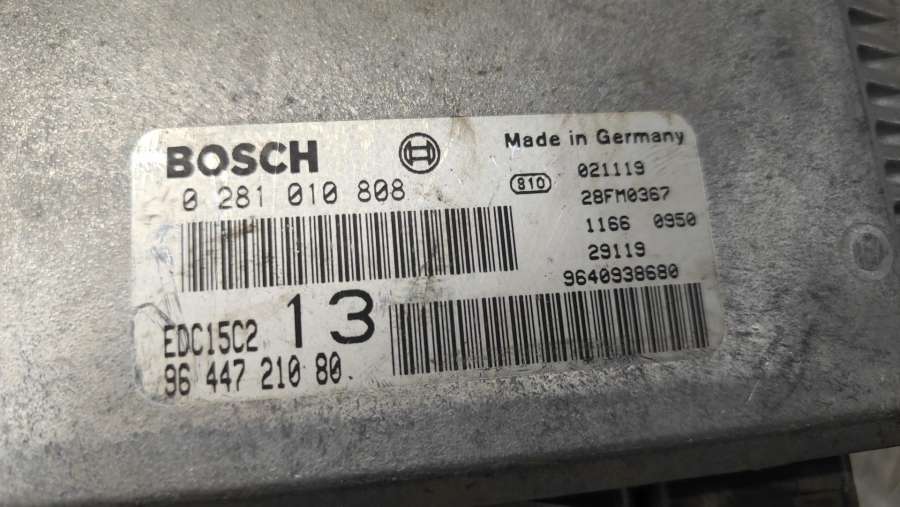 BOSCH
Made in Germany
0 281 010 808
810
021119
28FM0367
1166 0950
29119
9640938680
EDC15C2
13
96 447 210 80